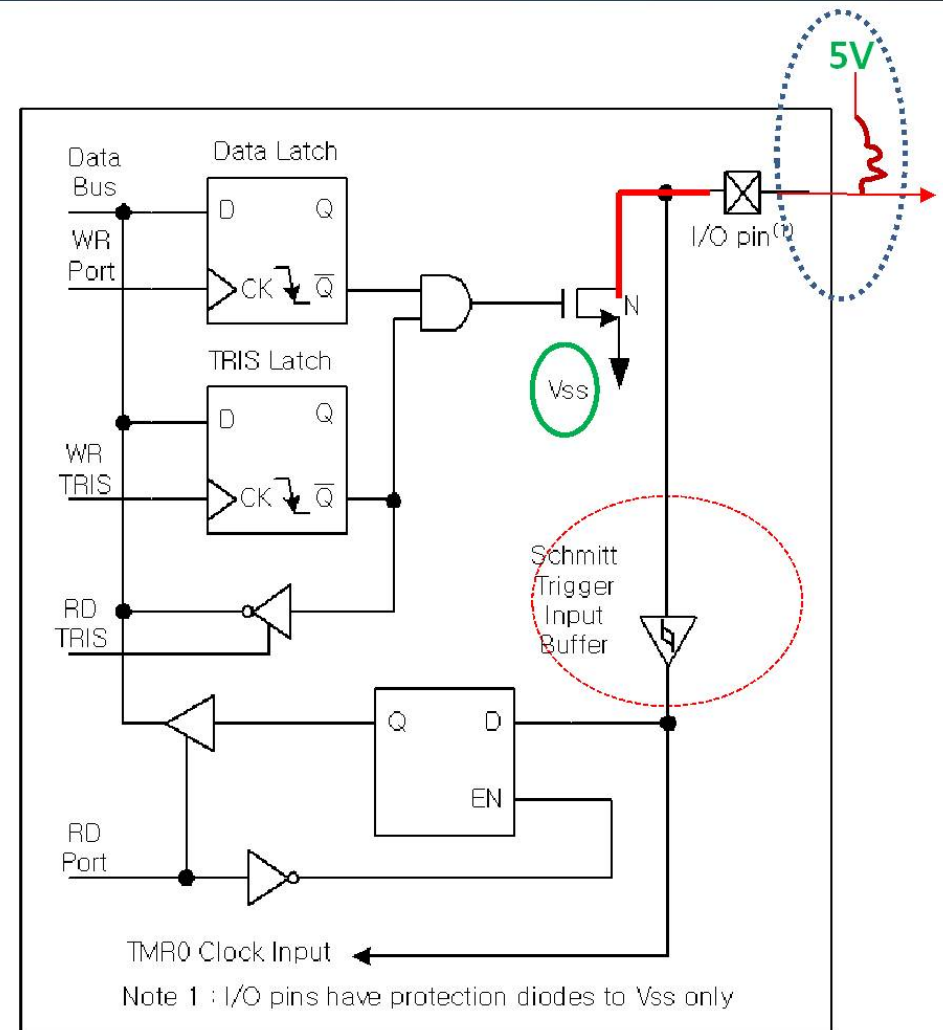 5V
Data
Bus
Data Latch
D
Q
WR
Port
CK
Q
I/O pin(1)
N
TRIS Latch
Vss
D
Q
WR
TRIS
CK
Q
Schmitt
Trigger
Input
Buffer
RD
TRIS
Q
D
EN
RD
Port
TMR0 Clock Input
Note 1 : I/O pins have protection diodes to Vss only